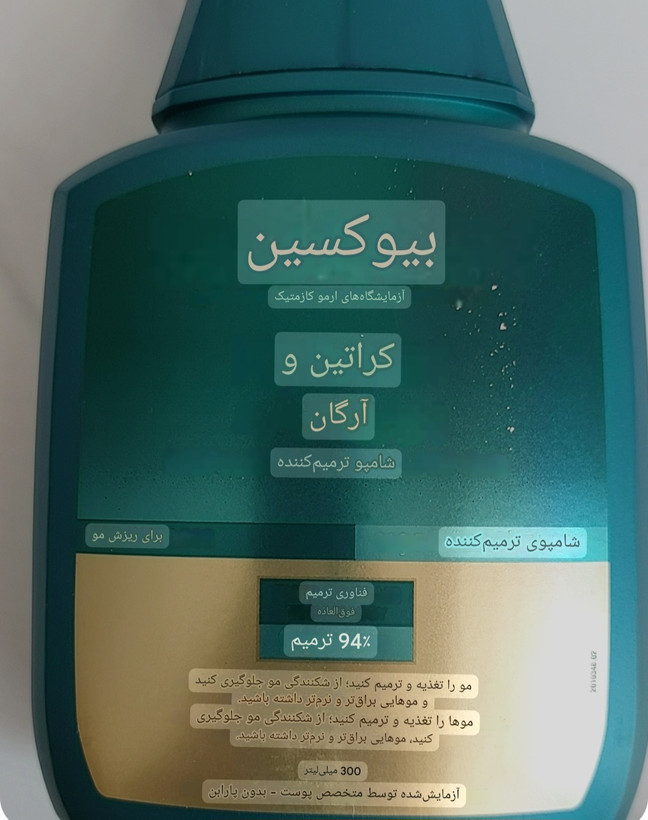 بیوکسین
آزمایشگاه‌های ارمو کازمتیک
کراتین و
آرگان
شامپو ترمیم‌کننده
برای ریزش مو
شامپوی ترمیم‌کننده
فناوری ترمیم
فوق‌العاده
94٪ ترمیم
مو را تغذیه و ترمیم کنید؛ از شکنندگی مو جلوگیری کنید
و موهایی براق‌تر و نرم‌تر داشته باشید.
موها را تغذیه و ترمیم کنید؛ از شکنندگی مو جلوگیری
کنید، موهایی براق‌تر و نرم‌تر داشته باشید.
300 میلی‌لیتر
آزمایش‌شده توسط متخصص پوست - بدون پارابن